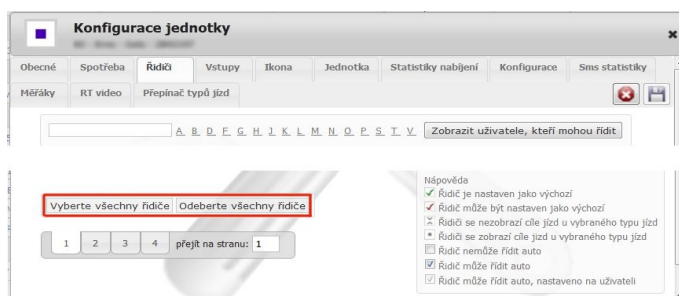 Konfigurace jednotky
Obecné Spotřeba Řidiči Vstupy Ikona Jednotka Statistiky nabíjení Konfigurace Sms statistiky
Měřáky RT video Přepínač typů jízd
A B D E G H J K L M N O P S T V Zobrazit uživatele, kteří mohou řídit
Vyberte všechny řidiče Odeberte všechny řidiče
1 2 3 4 přejít na stranu: 1
Nápověda
Řidič je nastaven jako výchozí
Řidič může být nastaven jako výchozí
Řidiči se nezobrazí cíle jízd u vybraného typu jízd
Řidiči se zobrazí cíle jizd u vybraného typu jízd
Řidič nemůže řídit auto
Řidič může řídit auto
Řidič může řídit auto, nastaveno na uživateli